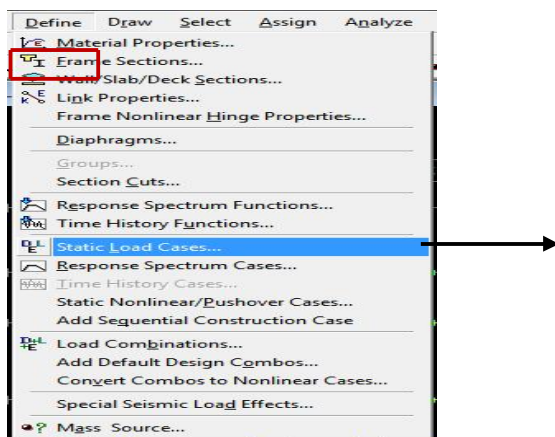 Define Draw Select Assign Analyze
Material Properties...
Frame Sections...
Wall/Slab/Deck Sections...
Link Properties...
Frame Nonlinear Hinge Properties...
Diaphragms...
Groups...
Section Cuts...
Response Spectrum Functions...
Time History Functions...
Static Load Cases...
Response Spectrum Cases...
Time History Cases...
Static Nonlinear/Pushover Cases...
Add Sequential Construction Case
Load Combinations...
Add Default Design Combos...
Convert Combos to Nonlinear Cases...
Special Seismic Load Effects...
Mass Source...